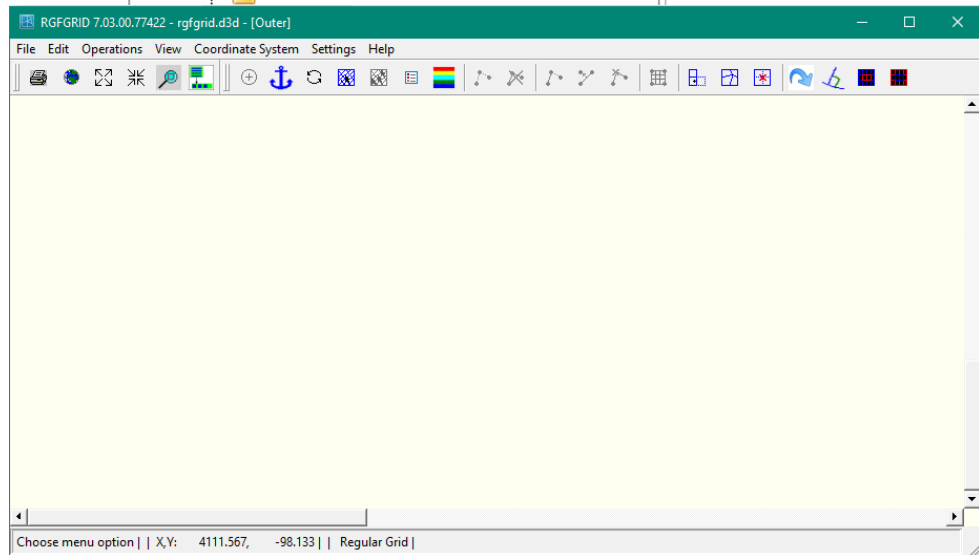 RGFGRID 7.03.00.77422 - rgfgrid.d3d - [Outer]
File Edit Operations View Coordinate System Settings Help
Choose menu option | | X,Y: 4111.567, -98.133 | | Regular Grid |